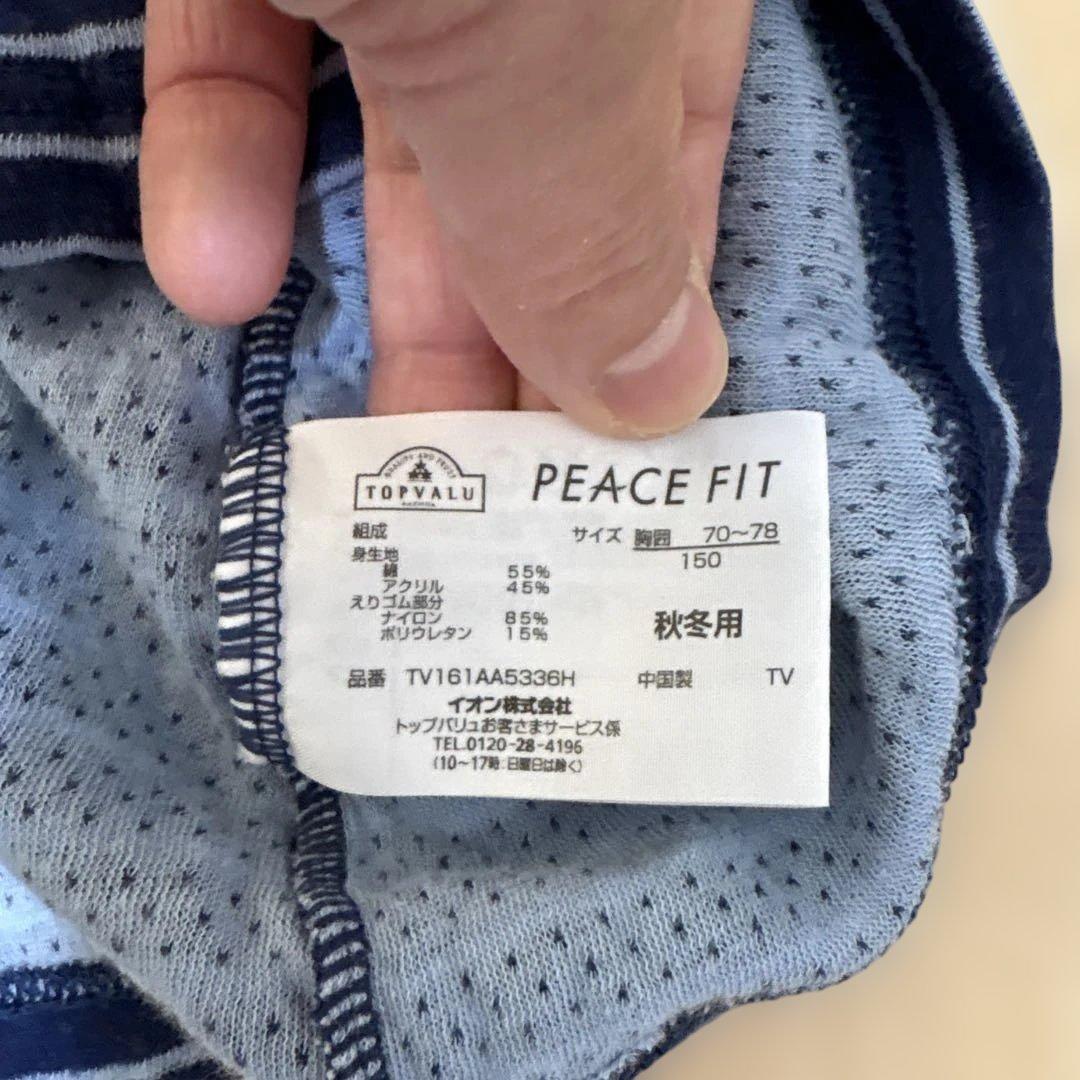 QUALITY AND TRUST
TOPVALU
PEACE FIT
組成
サイズ 胸囲 70〜78
150
身生地
綿 55%
アクリル 45%
えりゴム部分
ナイロン 85%
ポリウレタン 15%
秋冬用
品番 TV161AA5336H 中国製 TV
イオン株式会社
トップバリュお客さまサービス係
TEL.0120-28-4196
(10〜17時:日曜日は除く)